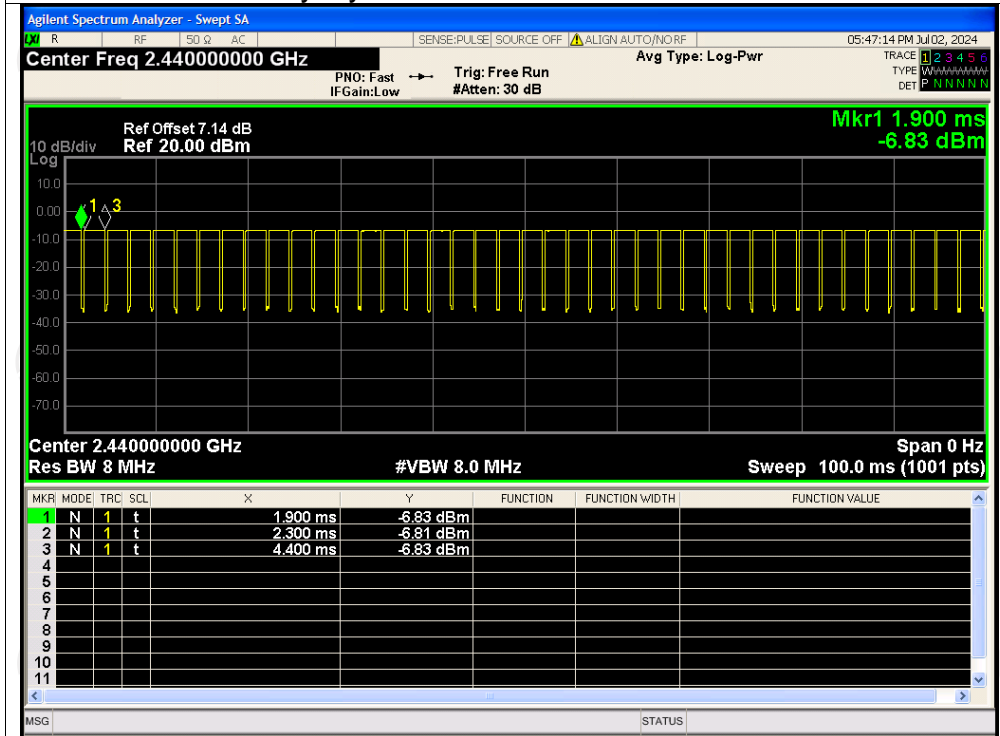 Agilent Spectrum Analyzer - Swept SA
LXI R RF 50 Ω AC SENSE:PULSE SOURCE OFF ALIGN AUTO/NO RF 05:47:14 PM Jul 02, 2024
Center Freq 2.440000000 GHz Avg Type: Log-Pwr TRACE 1 2 3 4 5 6
PNO: Fast Trig: Free Run TYPE W
IFGain:Low #Atten: 30 dB DET P N N N N N
Mkr1 1.900 ms
Ref Offset 7.14 dB
10 dB/div Ref 20.00 dBm -6.83 dBm
Log
10.0
0.00 1 3
-10.0
-20.0
-30.0
-40.0
-50.0
-60.0
-70.0
Center 2.440000000 GHz Span 0 Hz
Res BW 8 MHz #VBW 8.0 MHz Sweep 100.0 ms (1001 pts)
MKR MODE TRC SCL X Y FUNCTION FUNCTION WIDTH FUNCTION VALUE
1 N 1 t 1.900 ms -6.83 dBm
2 N 1 t 2.300 ms -6.81 dBm
3 N 1 t 4.400 ms -6.83 dBm
4
5
6
7
8
9
10
11
MSG STATUS